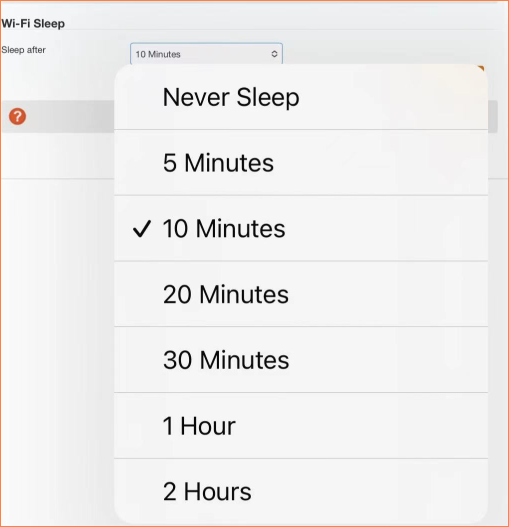 Wi-Fi Sleep
Sleep after
10 Minutes
Never Sleep
?
5 Minutes
✓ 10 Minutes
20 Minutes
30 Minutes
1 Hour
2 Hours